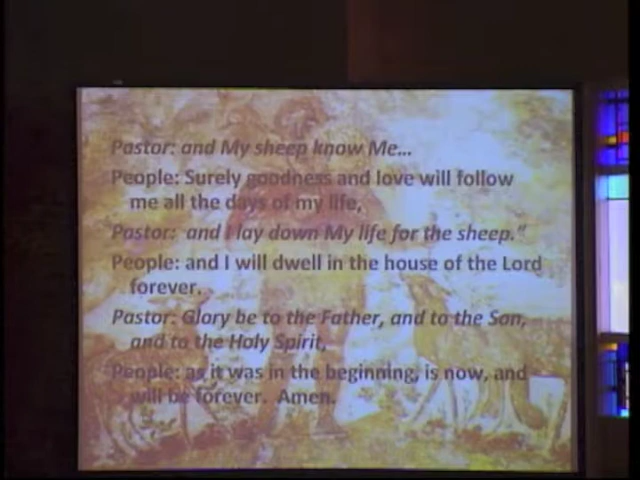 Pastor: and My sheep know Me...
People: Surely goodness and love will follow
me all the days of my life,
Pastor: and I lay down My life for the sheep."
People: and I will dwell in the house of the Lord
forever.
Pastor: Glory be to the Father, and to the Son,
and to the Holy Spirit,
People: as it was in the beginning, is now, and
will be forever. Amen.